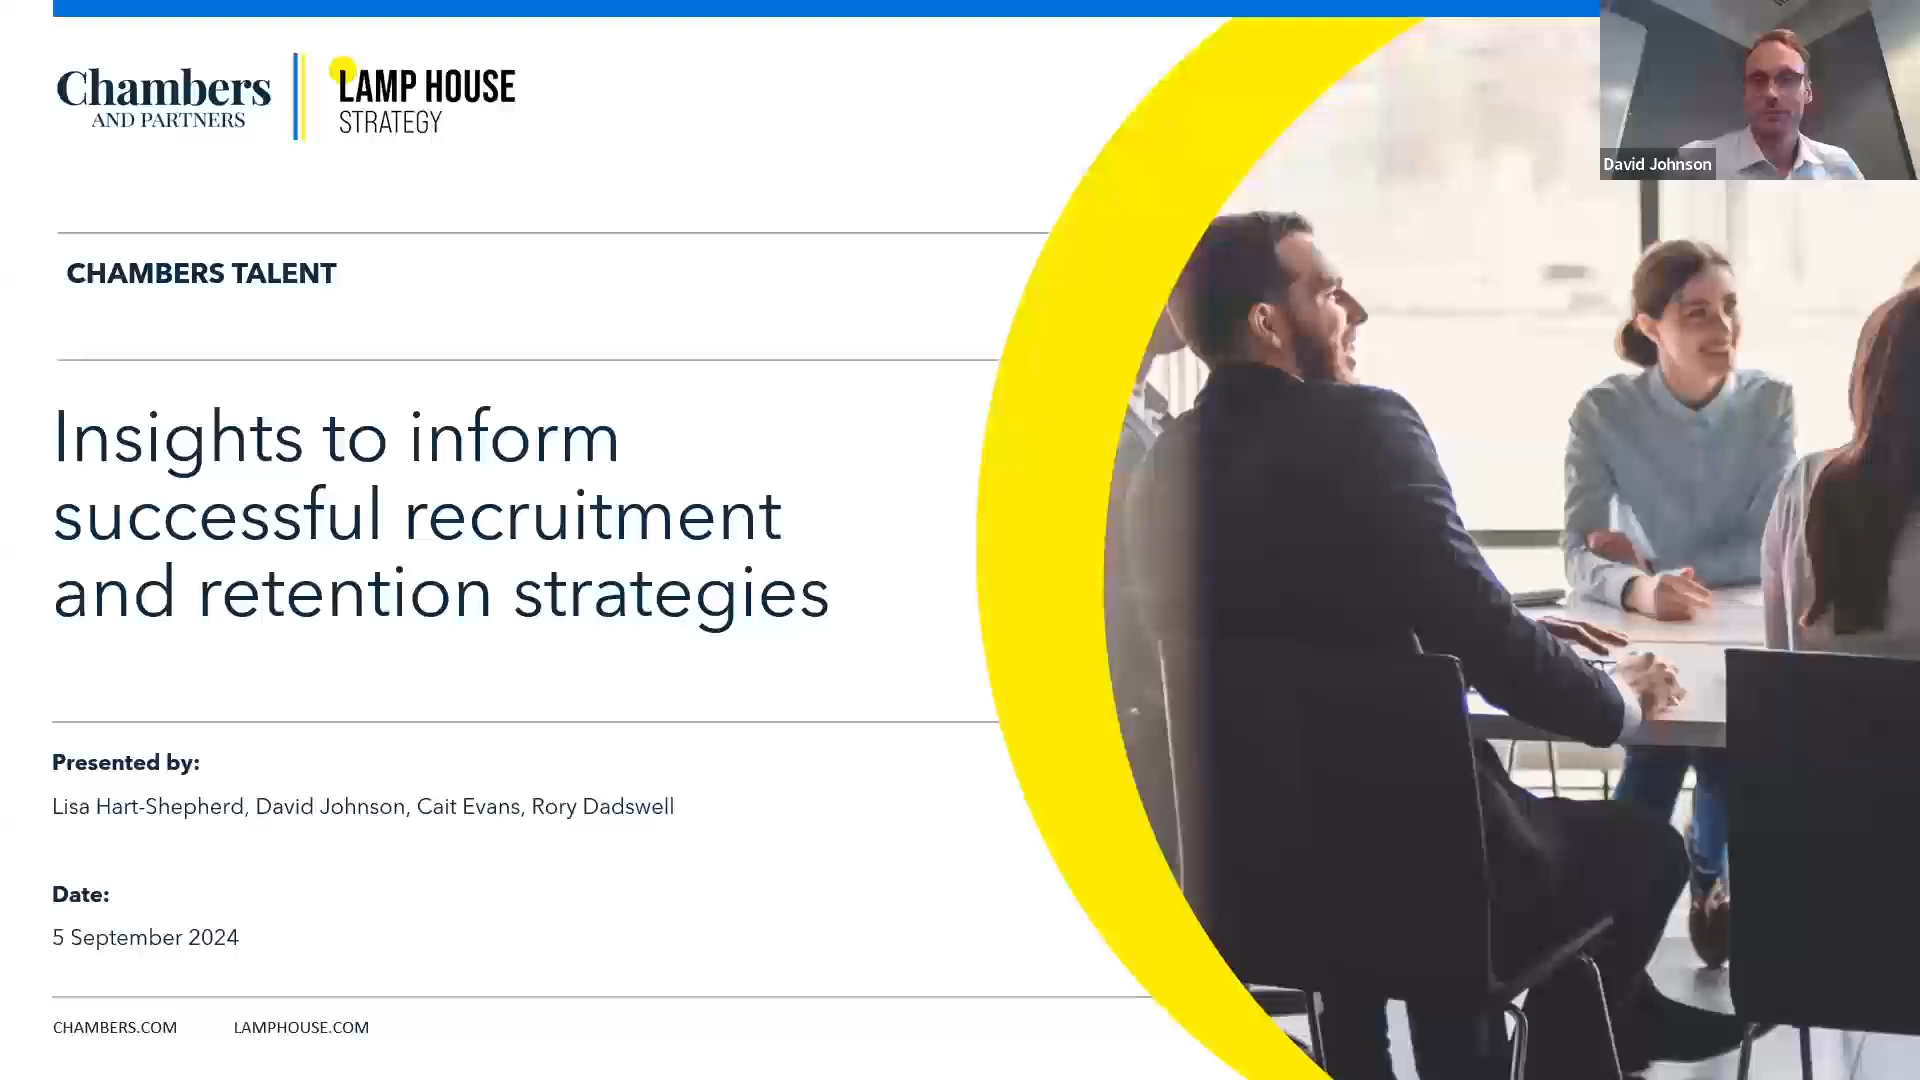 Chambers
AND PARTNERS
LAMP HOUSE
STRATEGY
David Johnson
CHAMBERS TALENT
Insights to inform
successful recruitment
and retention strategies
Presented by:
Lisa Hart-Shepherd, David Johnson, Cait Evans, Rory Dadswell
Date:
5 September 2024
CHAMBERS.COM
LAMPHOUSE.COM